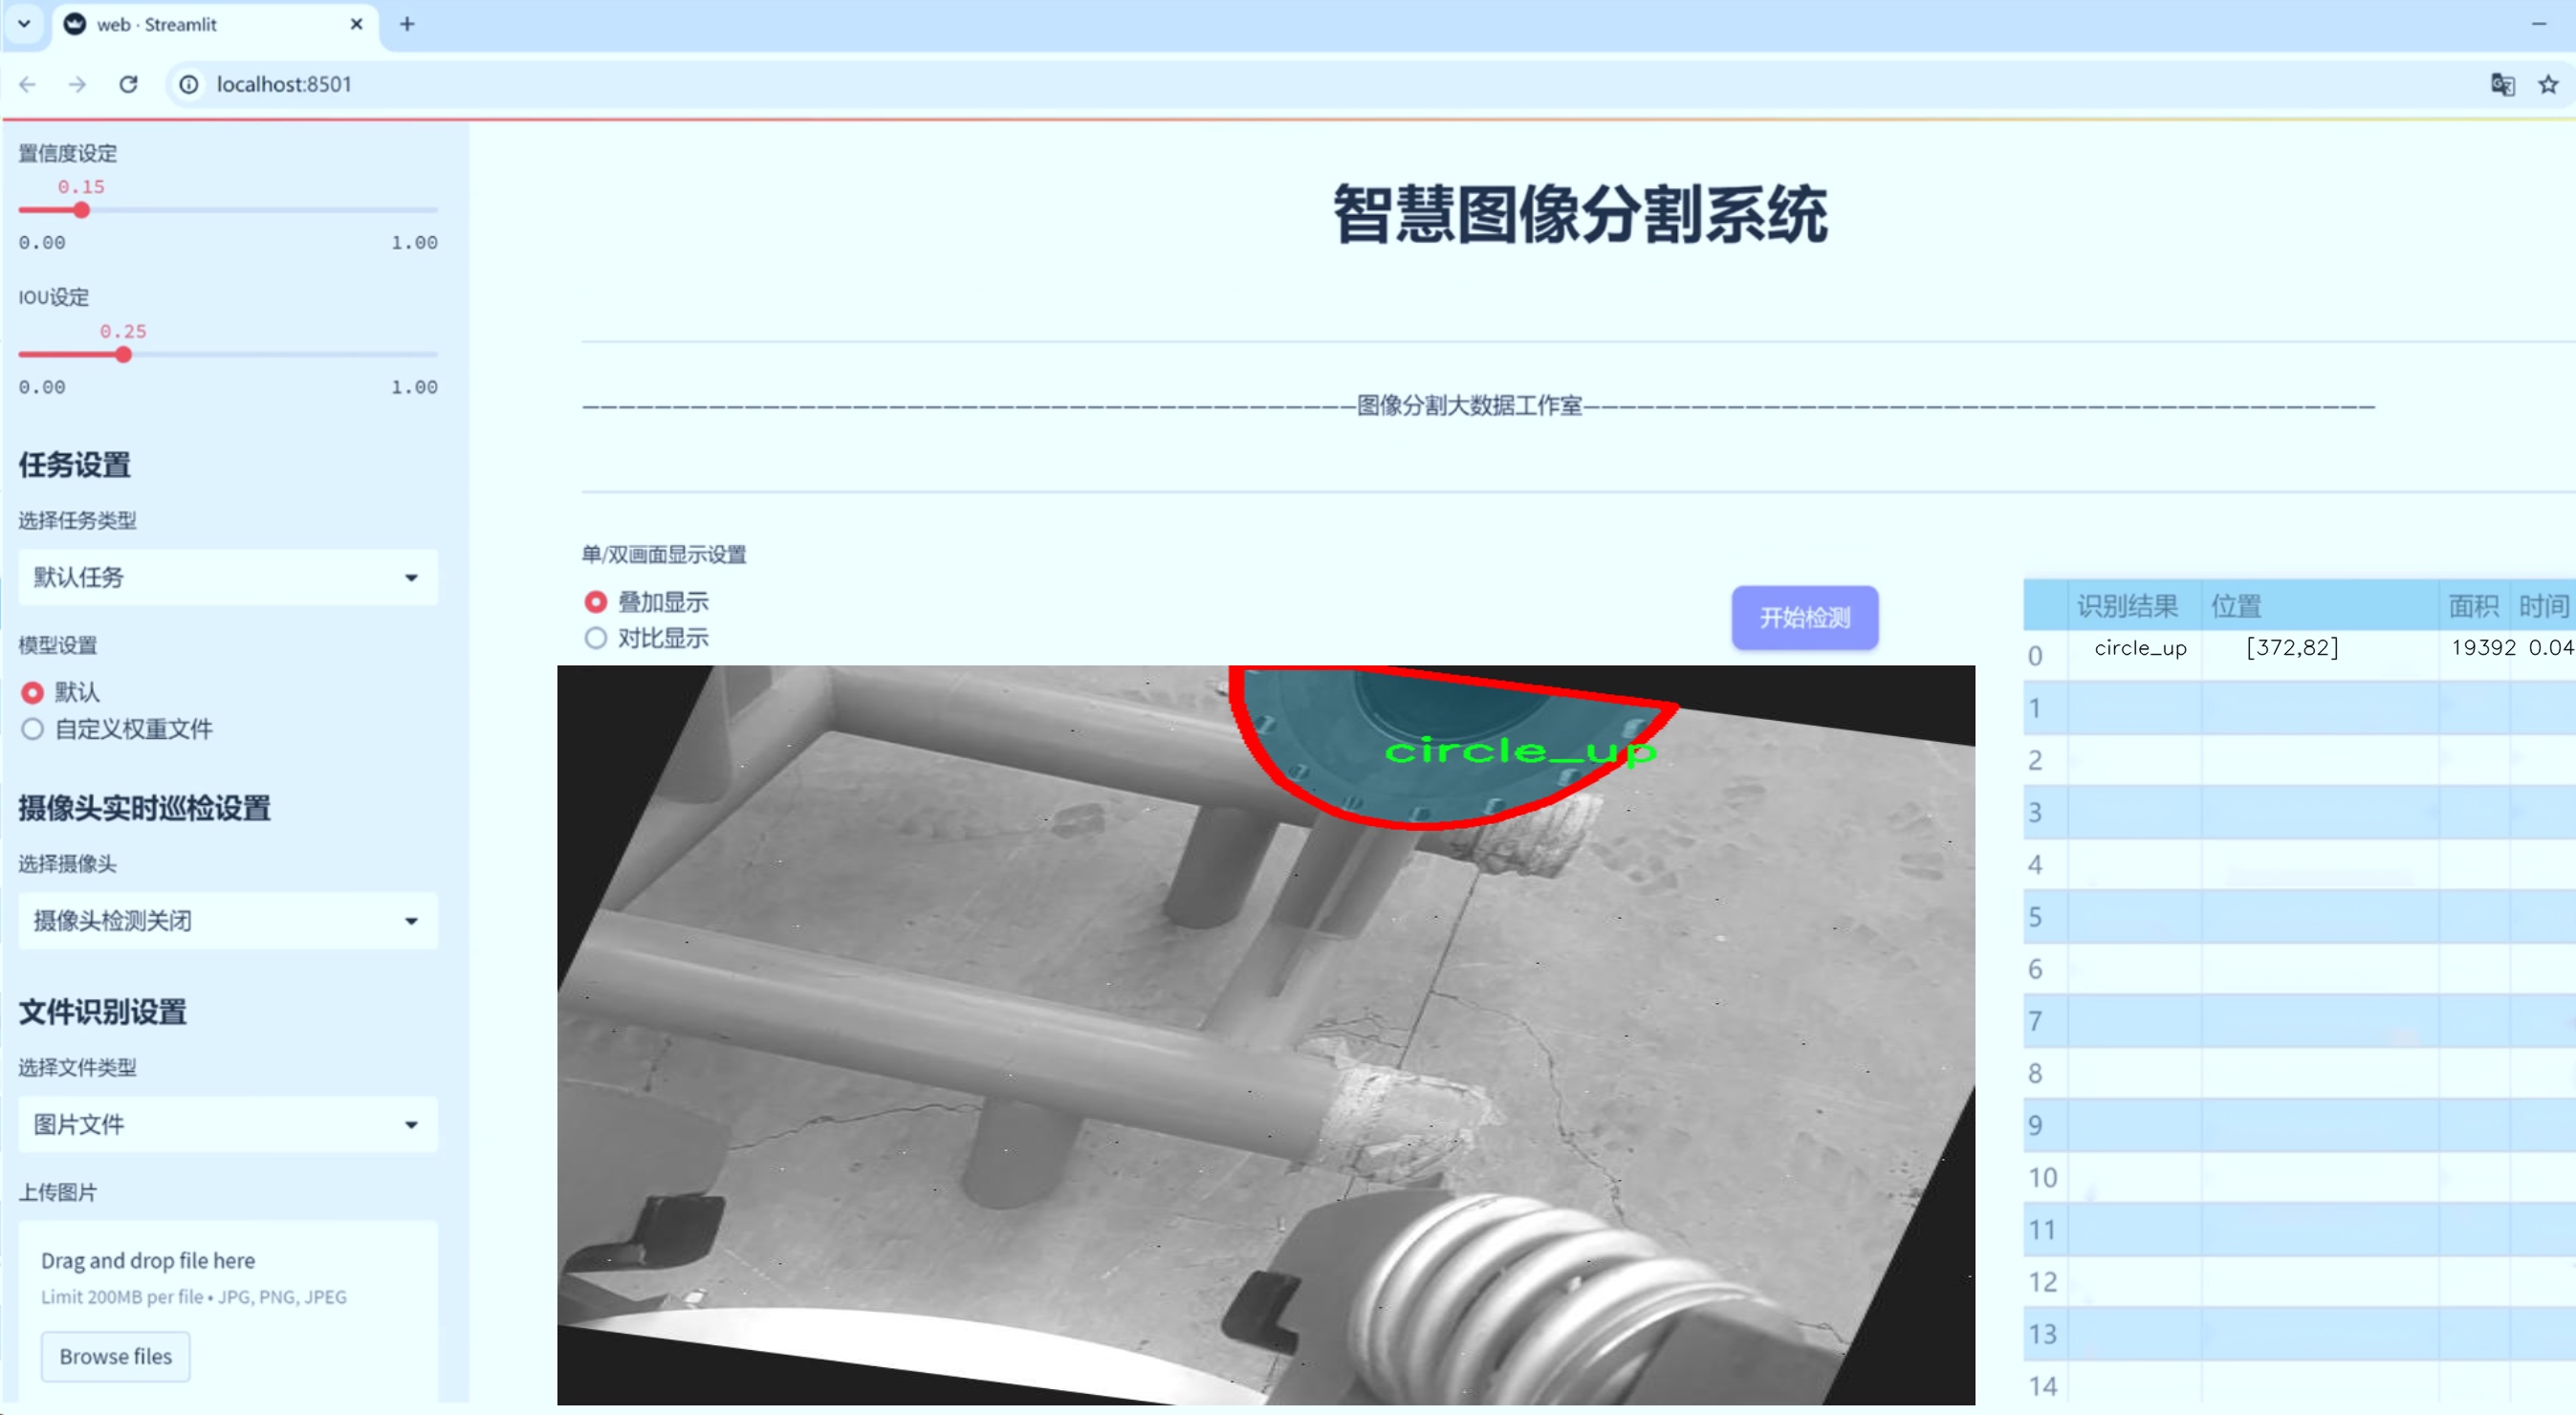 web · Streamlit
localhost:8501
置信度设定
0.15
0.00 1.00
IOU设定
0.25
0.00 1.00
任务设置
选择任务类型
默认任务
模型设置
默认
自定义权重文件
摄像头实时巡检设置
选择摄像头
摄像头检测关闭
文件识别设置
选择文件类型
图片文件
上传图片
Drag and drop file here
Limit 200MB per file • JPG, PNG, JPEG
Browse files
智慧图像分割系统
———————————————————————————————————————————图像分割大数据工作室————————————————————————————————————————————
单/双画面显示设置
叠加显示
对比显示
开始检测
circle_up
识别结果 位置 面积 时间
0 circle_up [372,82] 19392 0.04
1
2
3
4
5
6
7
8
9
10
11
12
13
14